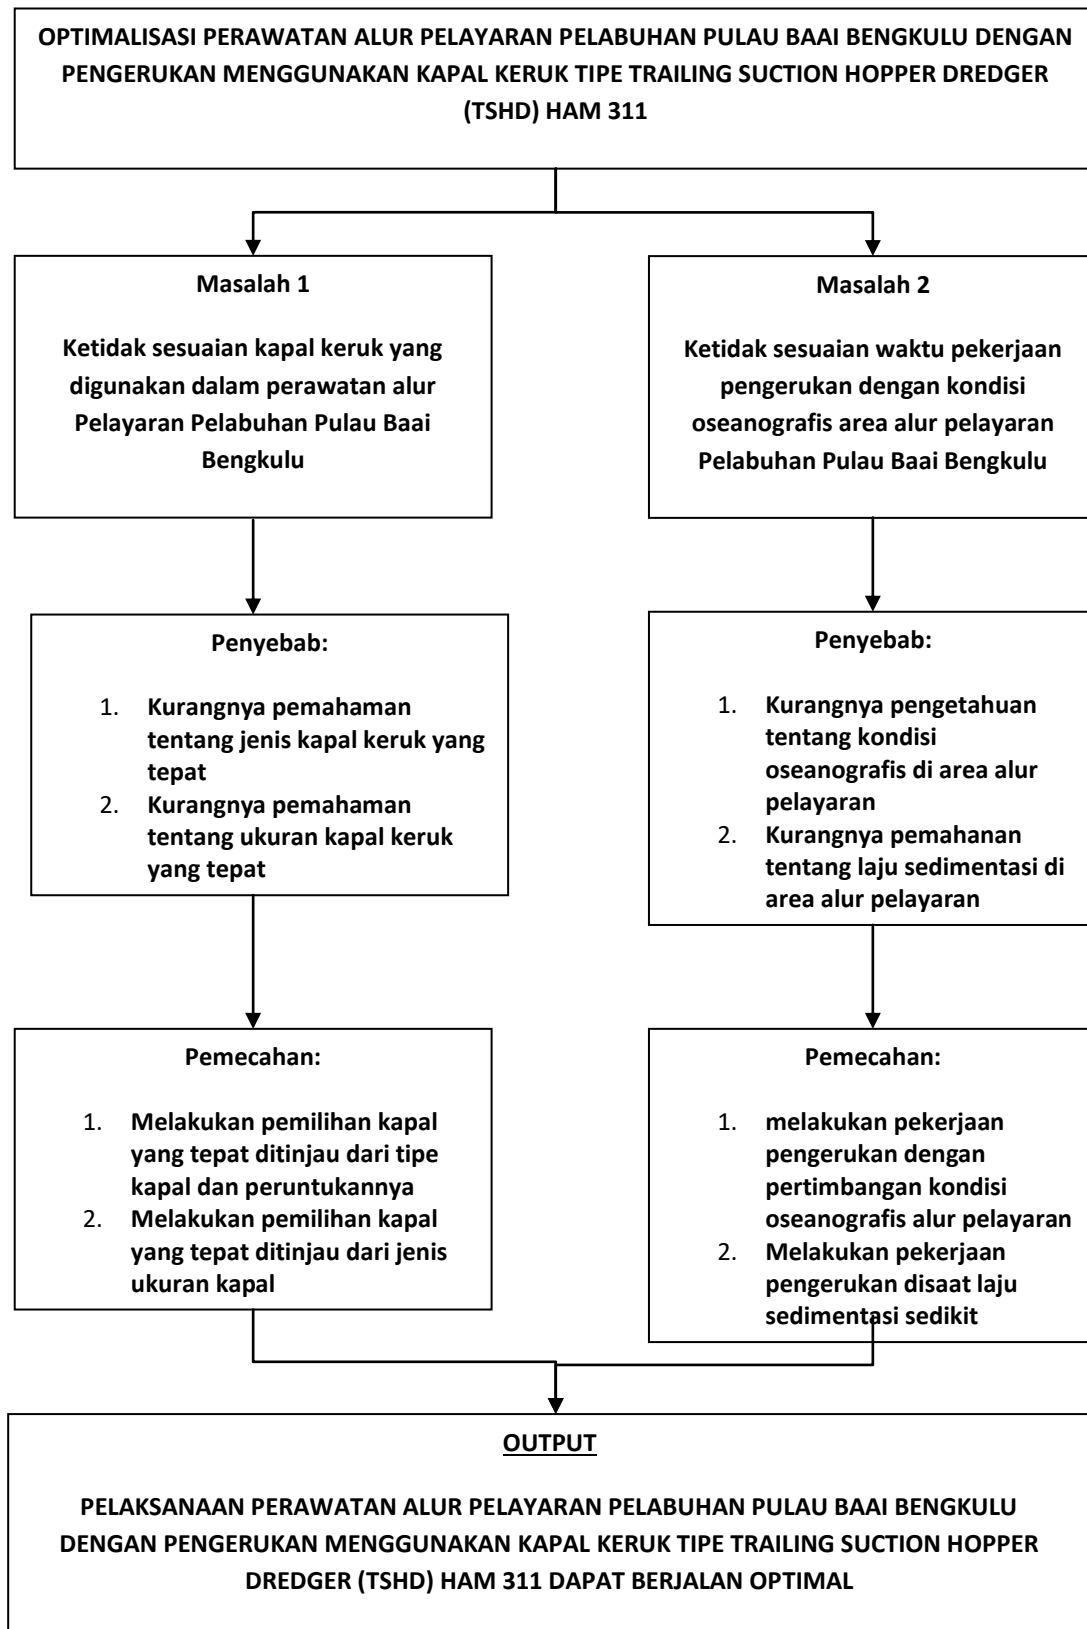 OPTIMALISASI PERAWATAN ALUR PELAYARAN PELABUHAN PULAU BAAI BENGKULU DENGAN
PENGERUKAN MENGGUNAKAN KAPAL KERUK TIPE TRAILING SUCTION HOPPER DREDGER
(TSHD) HAM 311
Masalah 1
Ketidak sesuaian kapal keruk yang
digunakan dalam perawatan alur
Pelayaran Pelabuhan Pulau Baai
Bengkulu
Masalah 2
Ketidak sesuaian waktu pekerjaan
pengerukan dengan kondisi
oseanografis area alur pelayaran
Pelabuhan Pulau Baai Bengkulu
Penyebab:
1. Kurangnya pemahaman
tentang jenis kapal keruk yang
tepat
2. Kurangnya pemahaman
tentang ukuran kapal keruk
yang tepat
Penyebab:
1. Kurangnya pengetahuan
tentang kondisi
oseanografis di area alur
pelayaran
2. Kurangnya pemahanan
tentang laju sedimentasi di
area alur pelayaran
Pemecahan:
1. Melakukan pemilihan kapal
yang tepat ditinjau dari tipe
kapal dan peruntukannya
2. Melakukan pemilihan kapal
yang tepat ditinjau dari jenis
ukuran kapal
Pemecahan:
1. melakukan pekerjaan
pengerukan dengan
pertimbangan kondisi
oseanografis alur pelayaran
2. Melakukan pekerjaan
pengerukan disaat laju
sedimentasi sedikit
OUTPUT
PELAKSANAAN PERAWATAN ALUR PELAYARAN PELABUHAN PULAU BAAI BENGKULU
DENGAN PENGERUKAN MENGGUNAKAN KAPAL KERUK TIPE TRAILING SUCTION HOPPER
DREDGER (TSHD) HAM 311 DAPAT BERJALAN OPTIMAL